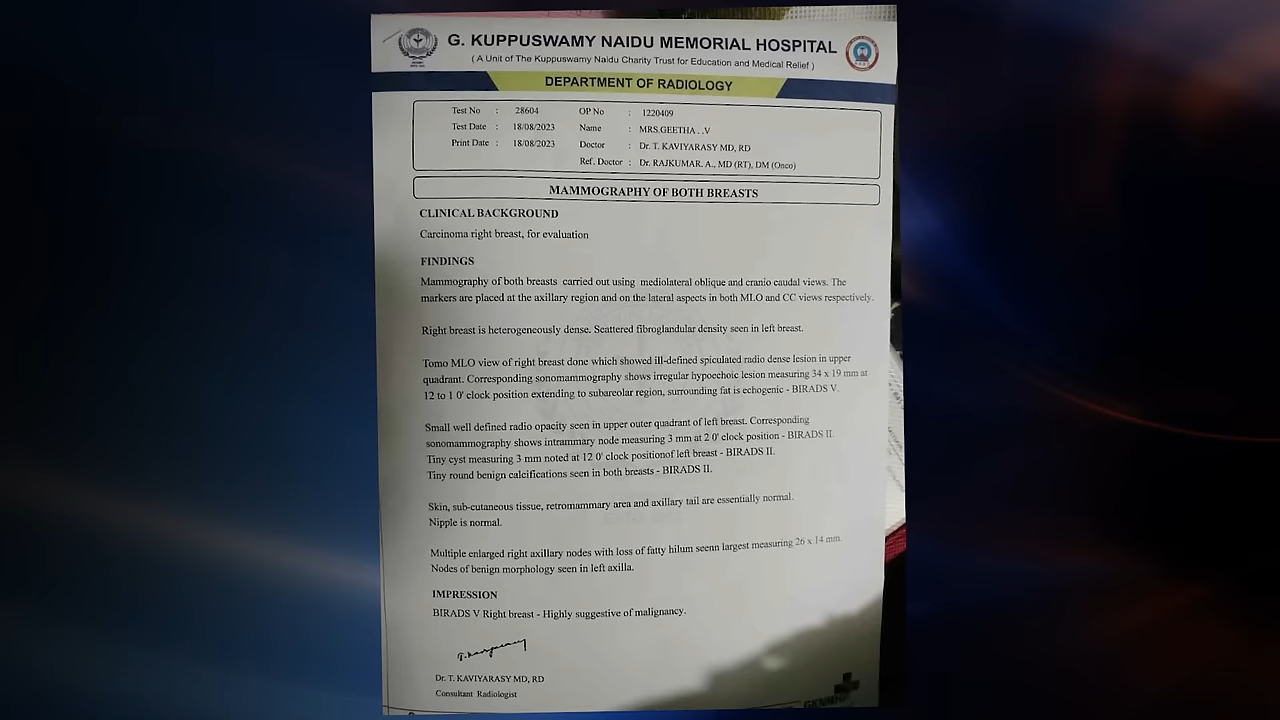 G. KUPPUSWAMY NAIDU MEMORIAL HOSPITAL
( A Unit of The Kuppuswamy Naidu Charity Trust for Education and Medical Relief )
DEPARTMENT OF RADIOLOGY
Test No : 28604 OP No : 1220409
Test Date : 18/08/2023 Name : MRS.GEETHA . .V
Print Date : 18/08/2023 Doctor : Dr. T. KAVIYARASY MD, RD
Ref. Doctor : Dr. RAJKUMAR. A., MD (RT), DM (Onco)
MAMMOGRAPHY OF BOTH BREASTS
CLINICAL BACKGROUND
Carcinoma right breast, for evaluation
FINDINGS
Mammography of both breasts carried out using mediolateral oblique and cranio caudal views. The
markers are placed at the axillary region and on the lateral aspects in both MLO and CC views respectively.
Right breast is heterogeneously dense. Scattered fibroglandular density seen in left breast.
Tomo MLO view of right breast done which showed ill-defined spiculated radio dense lesion in upper
quadrant. Corresponding sonomammography shows irregular hypoechoic lesion measuring 34 x 19 mm at
12 to 1 0' clock position extending to subareolar region, surrounding fat is echogenic - BIRADS V.
Small well defined radio opacity seen in upper outer quadrant of left breast. Corresponding
sonomammography shows intrammary node measuring 3 mm at 2 0' clock position - BIRADS II.
Tiny cyst measuring 3 mm noted at 12 0' clock positionof left breast - BIRADS II.
Tiny round benign calcifications seen in both breasts - BIRADS II.
Skin, sub-cutaneous tissue, retromammary area and axillary tail are essentially normal.
Nipple is normal.
Multiple enlarged right axillary nodes with loss of fatty hilum seenn largest measuring 26 x 14 mm.
Nodes of benign morphology seen in left axilla.
IMPRESSION
BIRADS V Right breast - Highly suggestive of malignancy.
Dr. T. KAVIYARASY MD, RD
Consultant Radiologist